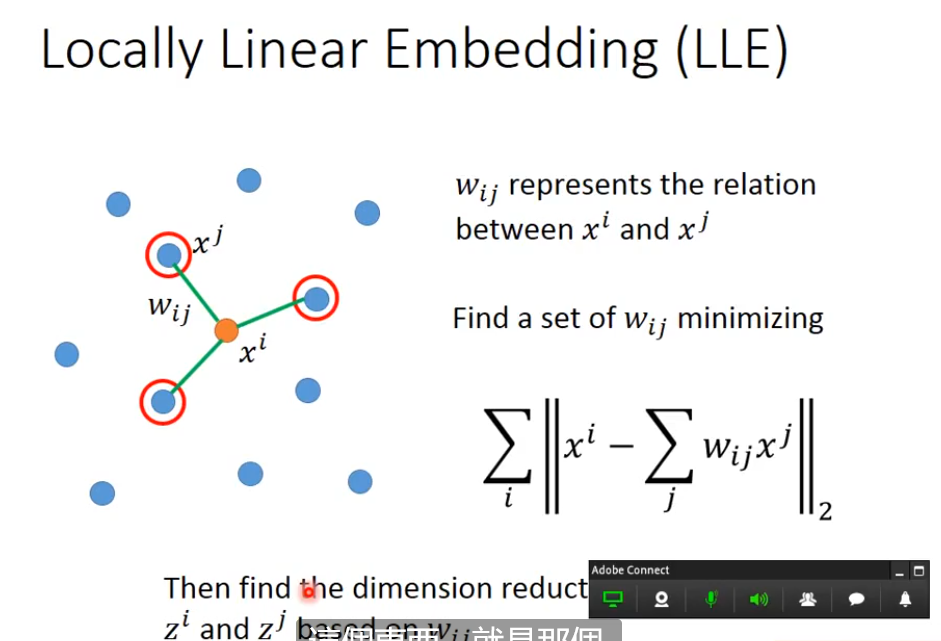 Locally Linear Embedding (LLE)
w_{ij} represents the relation
between x^i and x^j
x^j
w_{ij}
x^i
Find a set of w_{ij} minimizing
\sum_i \left\| x^i - \sum_j w_{ij} x^j \right\|_2
Then find the dimension reduct
z^i and z^j based on w_{ij}
Adobe Connect
就是那個